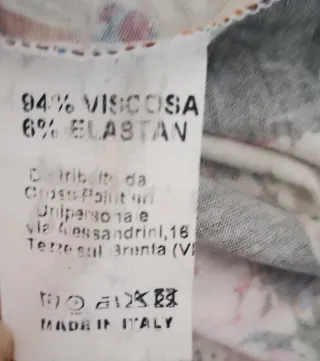 94% VISCOSA
6% ELASTAN
Distribuito da
Cross Point srl
Unipersonale
via Alessandrini,16
Tezze sul Brenta (VI
MADE IN ITALY